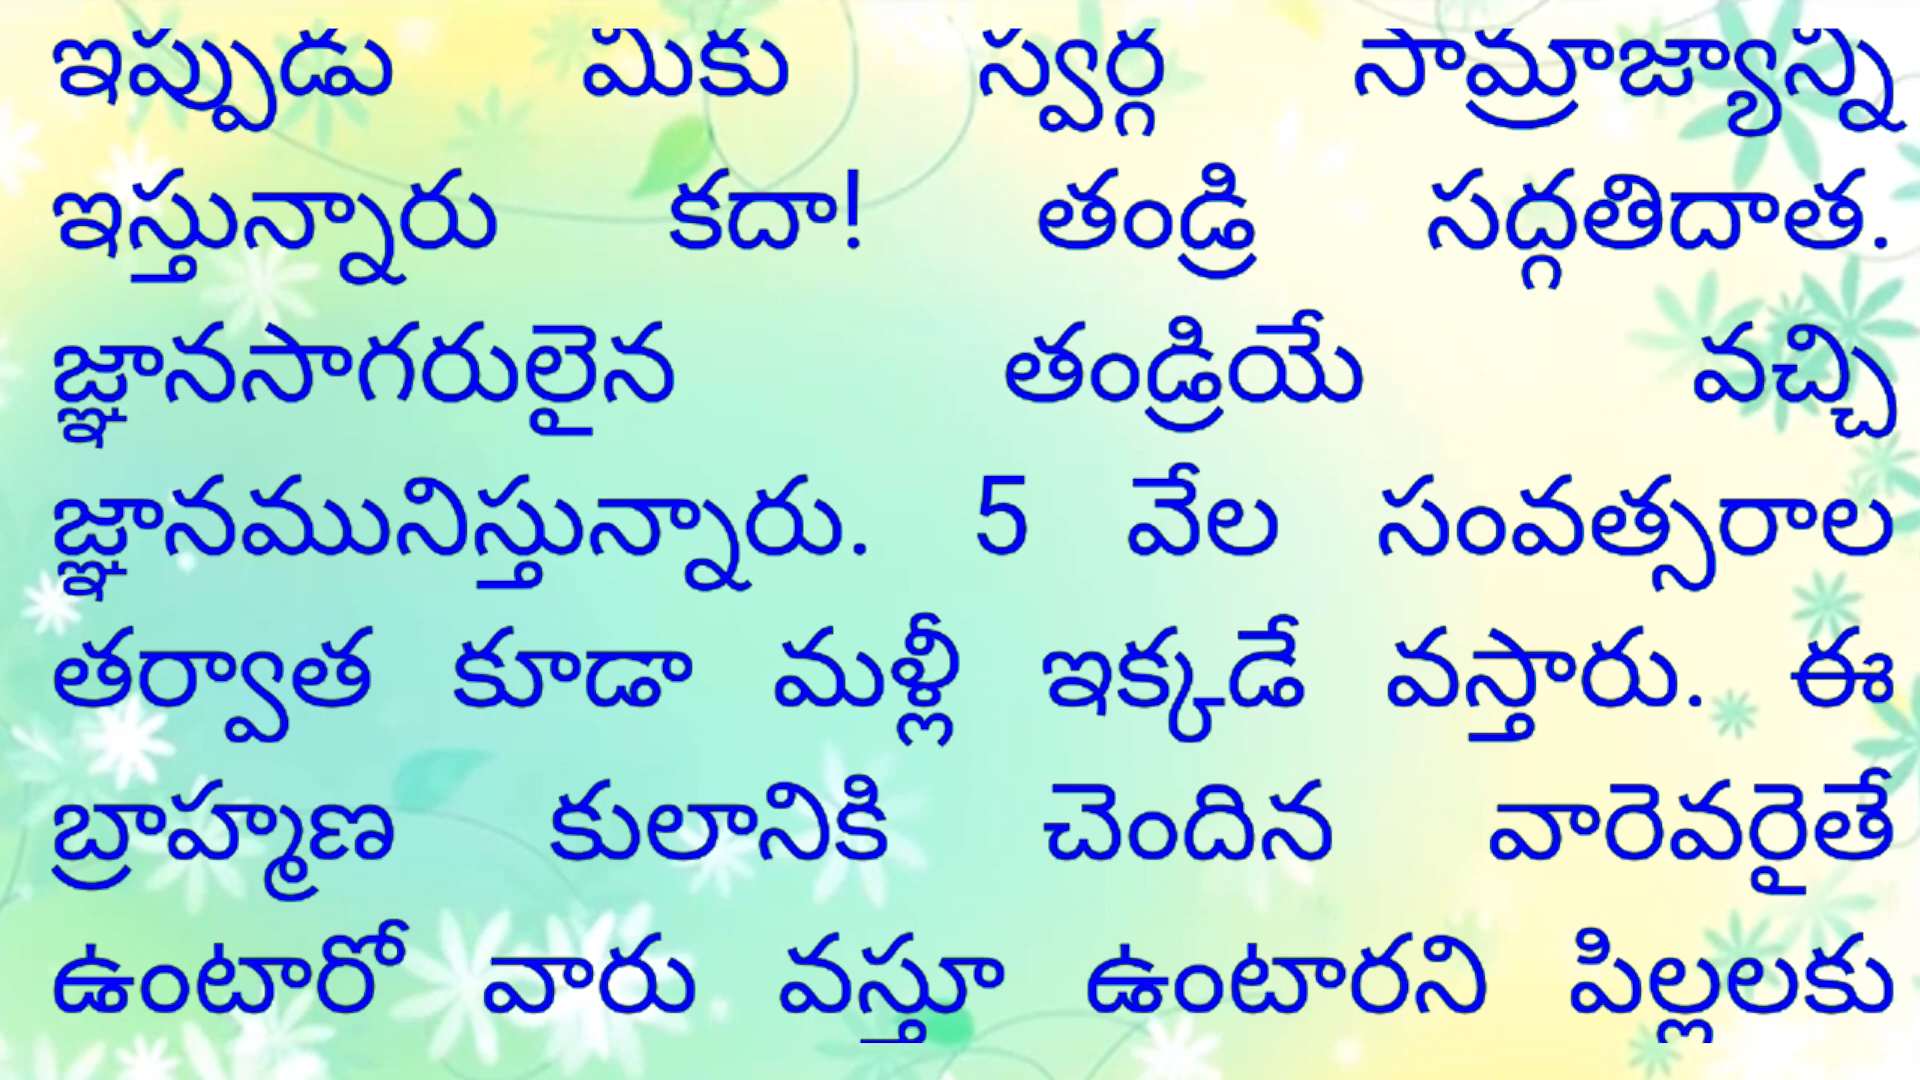 ఇప్పుడు మీకు స్వర్గ సామ్రాజ్యాన్ని
ఇస్తున్నారు కదా! తండ్రి సద్గతిదాత.
జ్ఞానసాగరులైన తండ్రియే వచ్చి
జ్ఞానమునిస్తున్నారు. 5 వేల సంవత్సరాల
తర్వాత కూడా మళ్లీ ఇక్కడే వస్తారు. ఈ
బ్రాహ్మణ కులానికి చెందిన వారెవరైతే
ఉంటారో వారు వస్తూ ఉంటారని పిల్లలకు